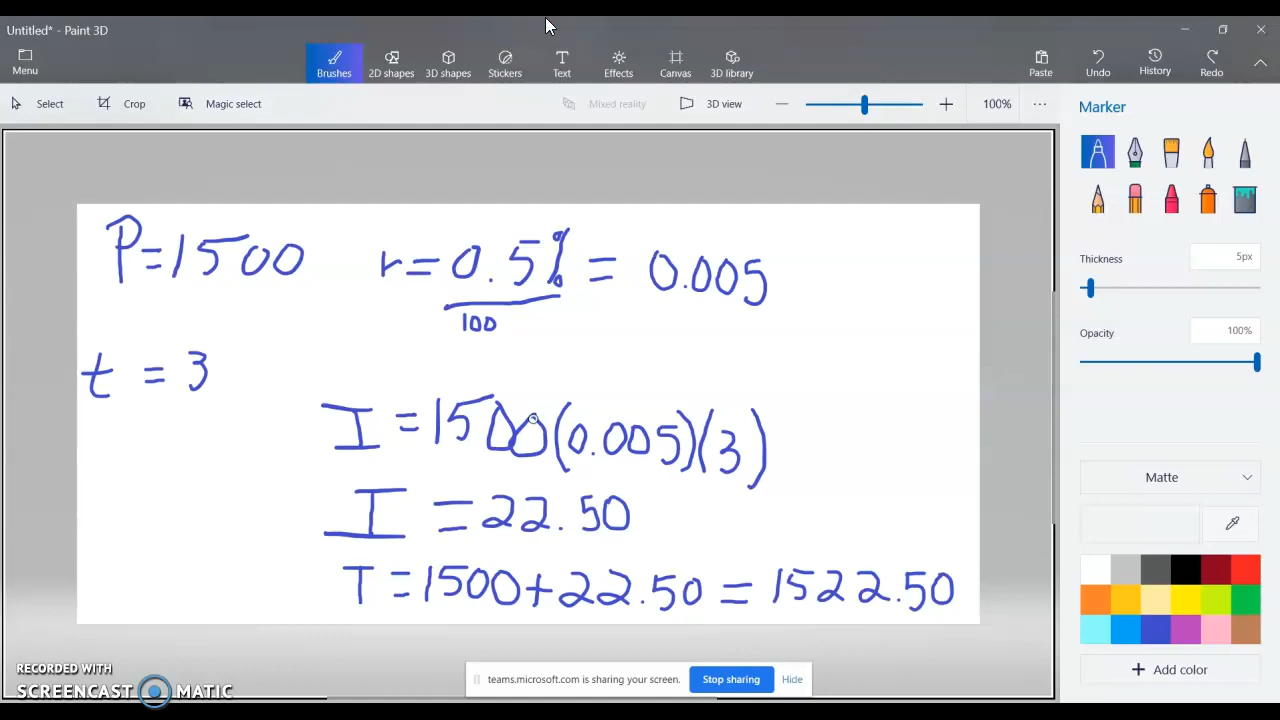 Untitled* - Paint 3D
Menu
Brushes 2D shapes 3D shapes Stickers Text Effects Canvas 3D library Paste Undo History Redo
Select Crop Magic select Mixed reality 3D view 100% ...
Marker
Thickness 5px
Opacity 100%
Matte
+ Add color
P=1500 r=0.5% = 0.005
100
t = 3
I = 1500(0.005)(3)
I = 22.50
T = 1500+22.50 = 1522.50
RECORDED WITH
SCREENCAST MATIC
teams.microsoft.com is sharing your screen. Stop sharing Hide